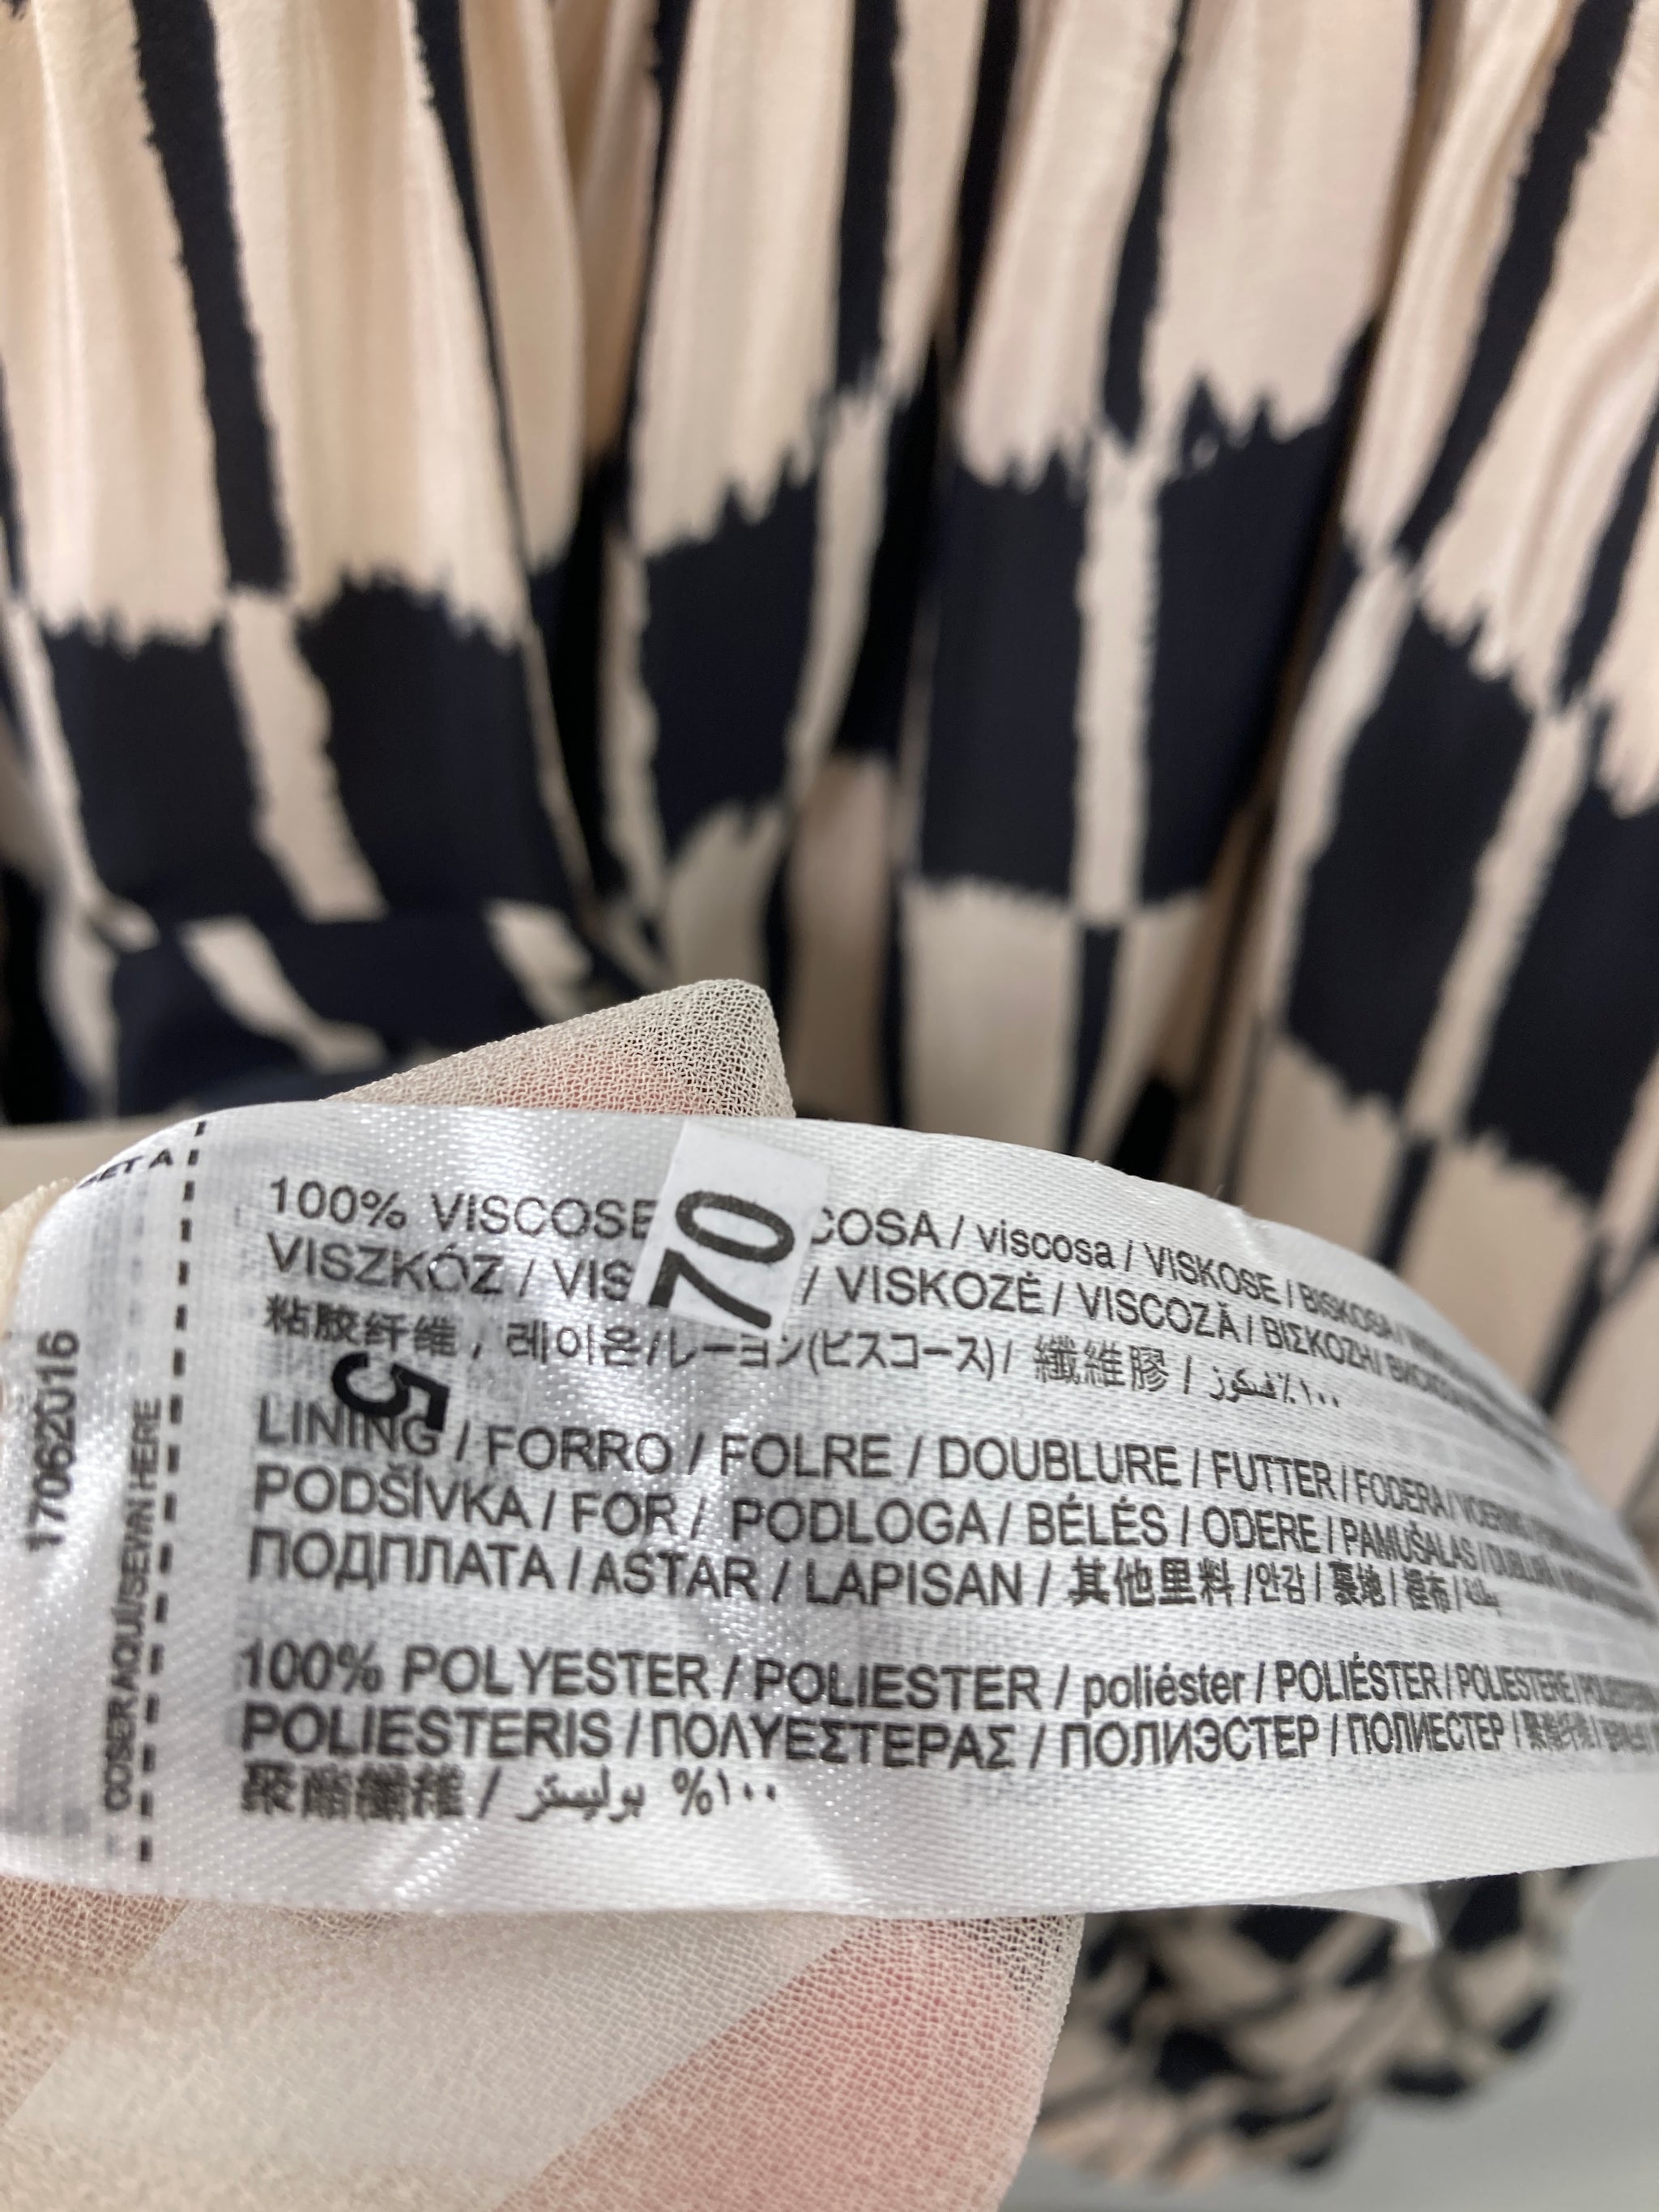 17062016
COSER AQUÍ/SEWN HERE
70
5
100% VISCOSE COSA / viscosa / VISKOSE / BISKOSA /
VISZKÓZ / VIS / VISKOZĖ / VISCOZĂ / ΒΙΣΚΟΖΗ /
粘胶纤维 , 레이온/レーヨン(ビスコース)/ 纖維膠 / فسكوز ٪١٠٠
LINING / FORRO / FOLRE / DOUBLURE / FUTTER / FODERA /
PODŠÍVKA / FOR / PODLOGA / BÉLÉS / ODERE / PAMUŠALAS /
ПОДПЛАТА / ASTAR / LAPISAN / 其他里料 /안감 / 裏地 / 裡布 /
100% POLYESTER / POLIESTER / poliéster / POLIÉSTER / POLIESTERE /
POLIESTERIS / ΠΟΛΥΕΣΤΕΡΑΣ / ПОЛИЭСТЕР / ПОЛИЕСТЕР /
聚酯纖維 / بوليستر %١٠٠